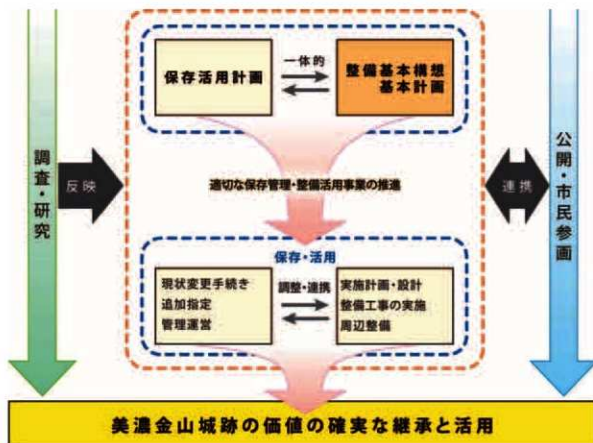 一体的
保存活用計画
整備基本構想
基本計画
調査・研究
反映
適切な保存管理・整備活用事業の推進
連携
公開・市民参画
保存・活用
現状変更手続き
追加指定
管理運営
調整・連携
実施計画・設計
整備工事の実施
周辺整備
美濃金山城跡の価値の確実な継承と活用